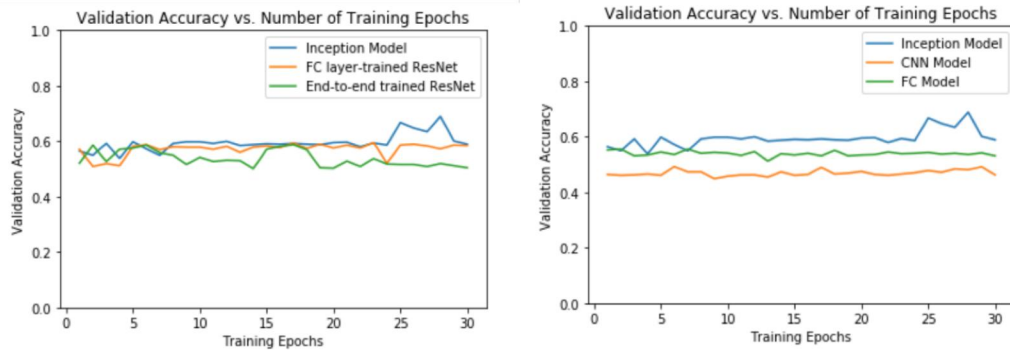 Validation Accuracy vs. Number of Training Epochs
1.0
0.8
0.6
0.4
0.2
0.0
Validation Accuracy
Inception Model
FC layer-trained ResNet
End-to-end trained ResNet
0 5 10 15 20 25 30
Training Epochs
Validation Accuracy vs. Number of Training Epochs
1.0
0.8
0.6
0.4
0.2
0.0
Validation Accuracy
Inception Model
CNN Model
FC Model
0 5 10 15 20 25 30
Training Epochs